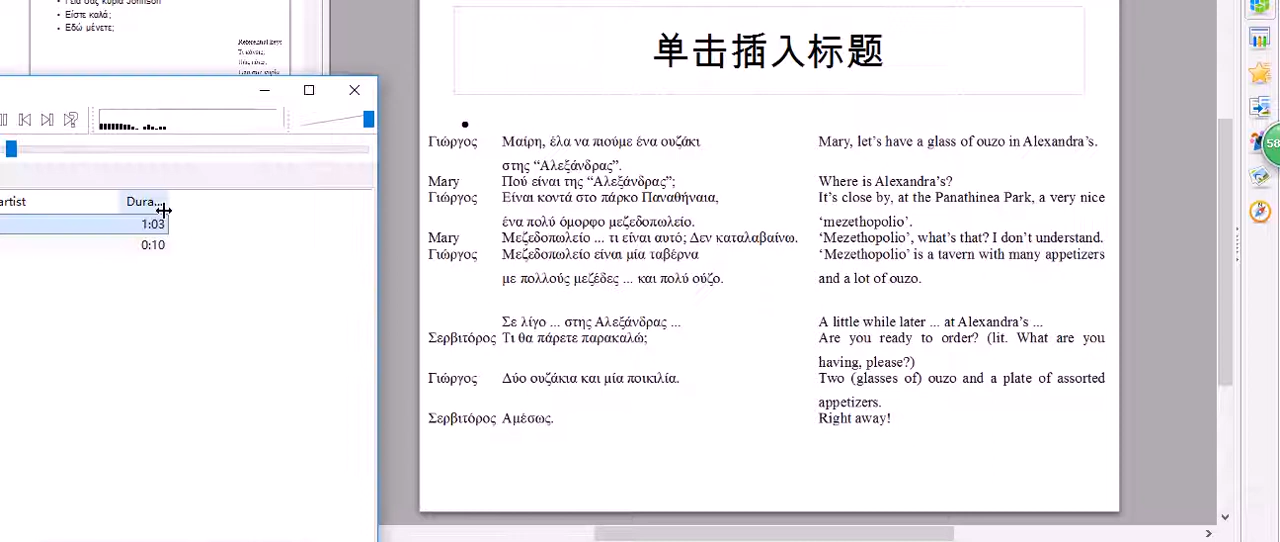 Γεια σας κυρία Johnson
• Είστε καλά;
• Εδώ μένετε;
Τι κάνεις;
artist Dura...
1:03
0:10
单击插入标题
•
Γιώργος Μαίρη, έλα να πιούμε ένα ουζάκι Mary, let's have a glass of ouzo in Alexandra's.
στης “Αλεξάνδρας”.
Mary Πού είναι της “Αλεξάνδρας”; Where is Alexandra's?
Γιώργος Είναι κοντά στο πάρκο Παναθήναια, It's close by, at the Panathinea Park, a very nice
ένα πολύ όμορφο μεζεδοπωλείο. ‘mezethopolio’.
Mary Μεζεδοπωλείο ... τι είναι αυτό; Δεν καταλαβαίνω. ‘Mezethopolio’, what's that? I don't understand.
Γιώργος Μεζεδοπωλείο είναι μία ταβέρνα ‘Mezethopolio’ is a tavern with many appetizers
με πολλούς μεζέδες ... και πολύ ούζο. and a lot of ouzo.
Σε λίγο ... στης Αλεξάνδρας ... A little while later ... at Alexandra's ...
Σερβιτόρος Τι θα πάρετε παρακαλώ; Are you ready to order? (lit. What are you
having, please?)
Γιώργος Δύο ουζάκια και μία ποικιλία. Two (glasses of) ouzo and a plate of assorted
appetizers.
Σερβιτόρος Αμέσως. Right away!
58